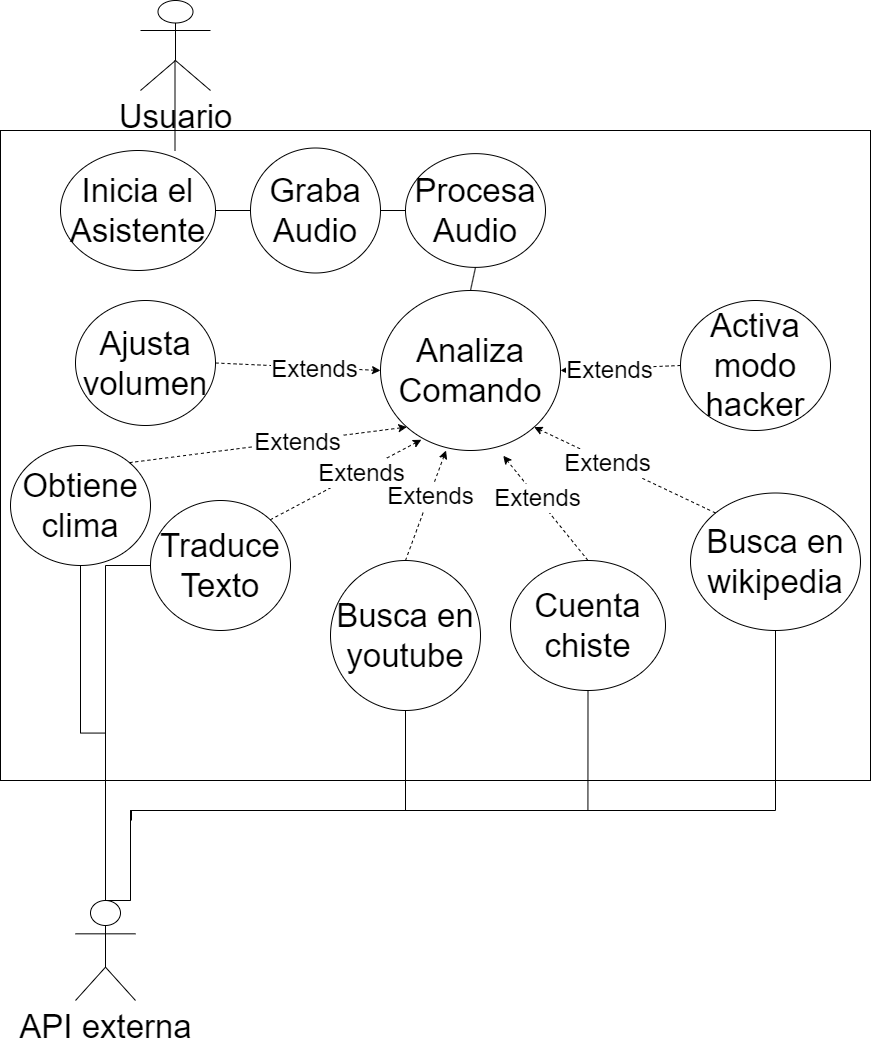 Usuario
Inicia el
Asistente
Graba
Audio
Procesa
Audio
Ajusta
volumen
Extends
Analiza
Comando
Extends
Activa
modo
hacker
Extends
Extends
Extends
Extends
Extends
Obtiene
clima
Traduce
Texto
Busca en
youtube
Cuenta
chiste
Busca en
wikipedia
API externa